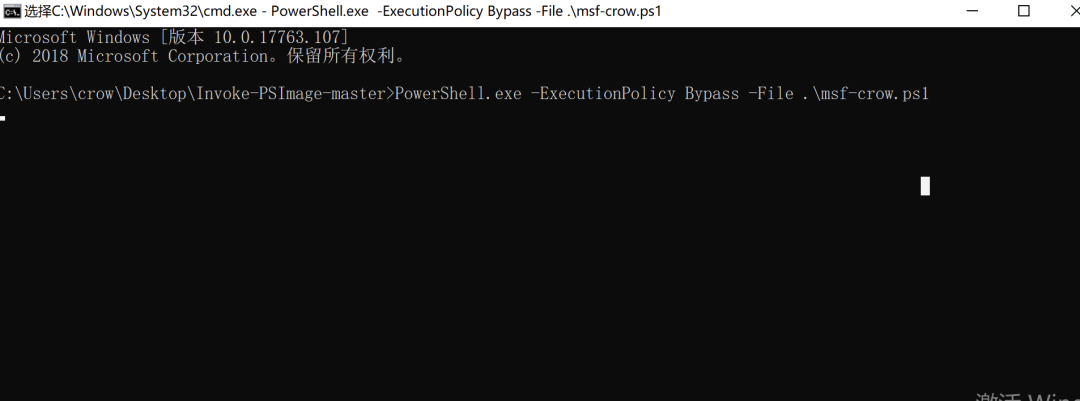 选择C:\Windows\System32\cmd.exe - PowerShell.exe  -ExecutionPolicy Bypass -File .\msf-crow.ps1
Microsoft Windows [版本 10.0.17763.107]
(c) 2018 Microsoft Corporation。保留所有权利。
C:\Users\crow\Desktop\Invoke-PSImage-master>PowerShell.exe -ExecutionPolicy Bypass -File .\msf-crow.ps1
激活